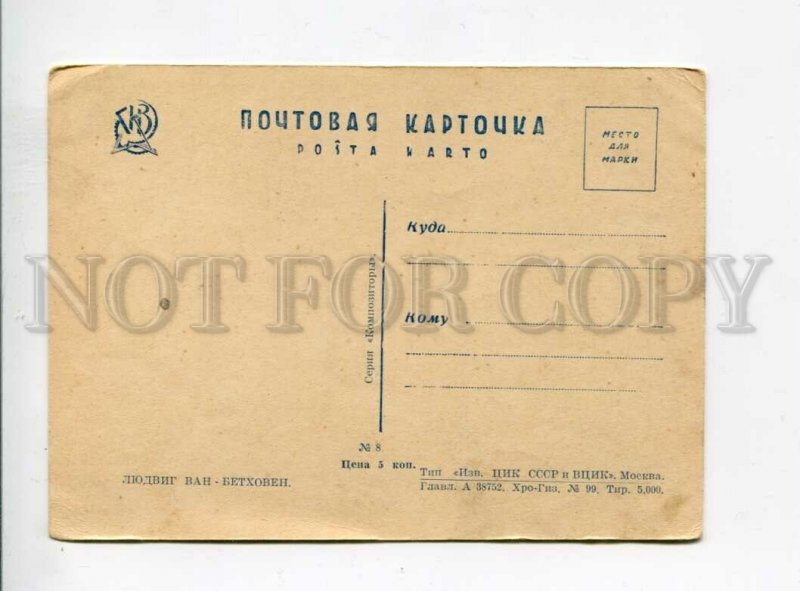 ПОЧТОВАЯ КАРТОЧКА
POŜTA KARTO
МЕСТО
ДЛЯ
МАРКИ
Куда
Кому
Серия «Композиторы».
NOT FOR COPY
№ 8
Цена 5 коп.
ЛЮДВИГ ВАН - БЕТХОВЕН.
Тип «Изв. ЦИК СССР и ВЦИК». Москва.
Главл. А 38752. Хро-Гиз. № 99. Тир. 5,000.